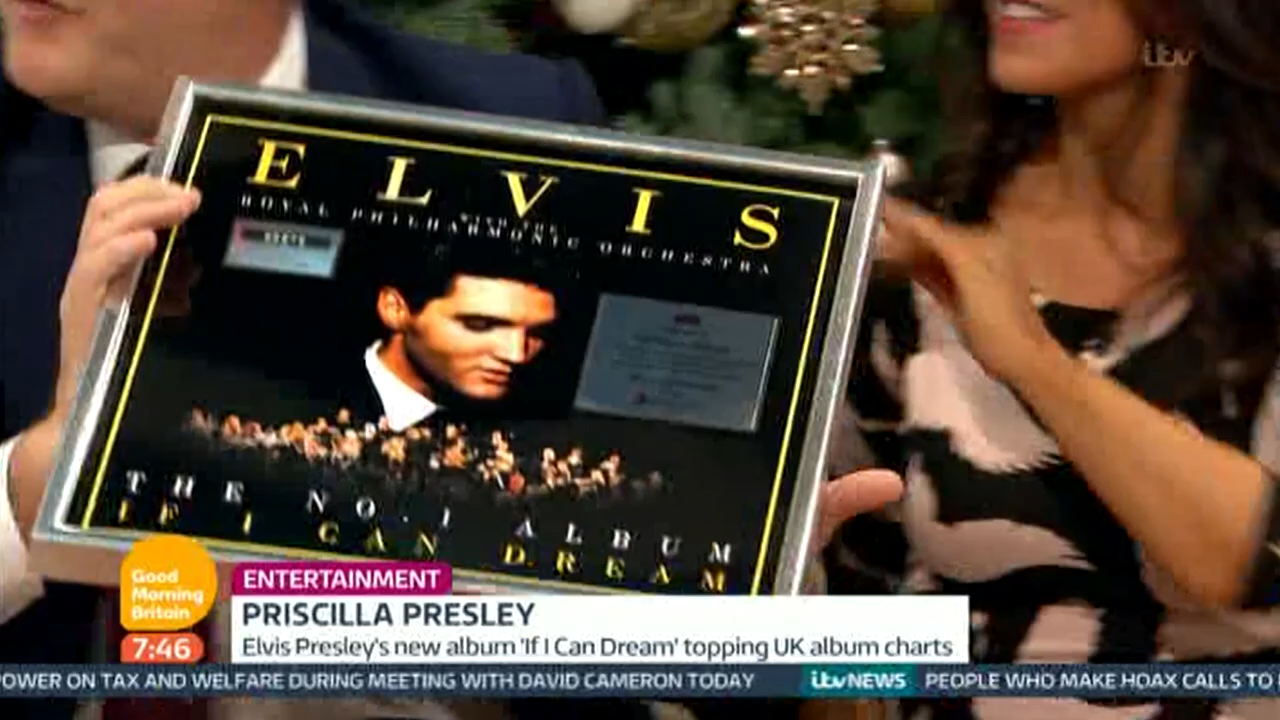 itv
ELVIS
WITH THE
ROYAL PHILHARMONIC ORCHESTRA
THE NO.1 ALBUM
IF I CAN DREAM
Good
Morning
Britain
7:46
ENTERTAINMENT
PRISCILLA PRESLEY
Elvis Presley's new album 'If I Can Dream' topping UK album charts
POWER ON TAX AND WELFARE DURING MEETING WITH DAVID CAMERON TODAY itv NEWS PEOPLE WHO MAKE HOAX CALLS TO